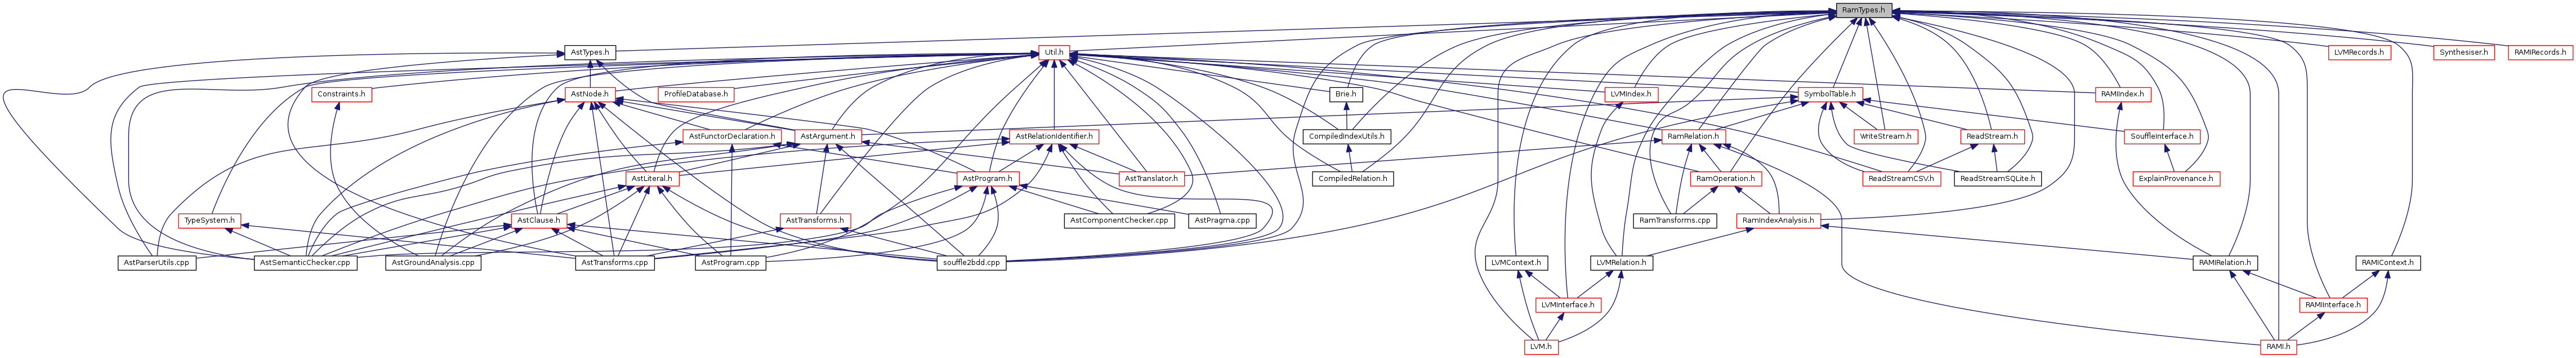 RamTypes.h
AstTypes.h
Util.h
LVMRecords.h
Synthesiser.h
RAMIRecords.h
Constraints.h
AstNode.h
ProfileDatabase.h
Brie.h
LVMIndex.h
SymbolTable.h
RAMIIndex.h
AstFunctorDeclaration.h
AstArgument.h
AstRelationIdentifier.h
CompiledIndexUtils.h
RamRelation.h
WriteStream.h
ReadStream.h
SouffleInterface.h
AstLiteral.h
AstProgram.h
AstTranslator.h
CompiledRelation.h
RamOperation.h
ReadStreamCSV.h
ReadStreamSQLite.h
ExplainProvenance.h
TypeSystem.h
AstClause.h
AstTransforms.h
AstComponentChecker.cpp
AstPragma.cpp
RamTransforms.cpp
RamIndexAnalysis.h
AstParserUtils.cpp
AstSemanticChecker.cpp
AstGroundAnalysis.cpp
AstTransforms.cpp
AstProgram.cpp
souffle2bdd.cpp
LVMContext.h
LVMRelation.h
RAMIRelation.h
RAMIContext.h
LVMInterface.h
RAMIInterface.h
LVM.h
RAMI.h